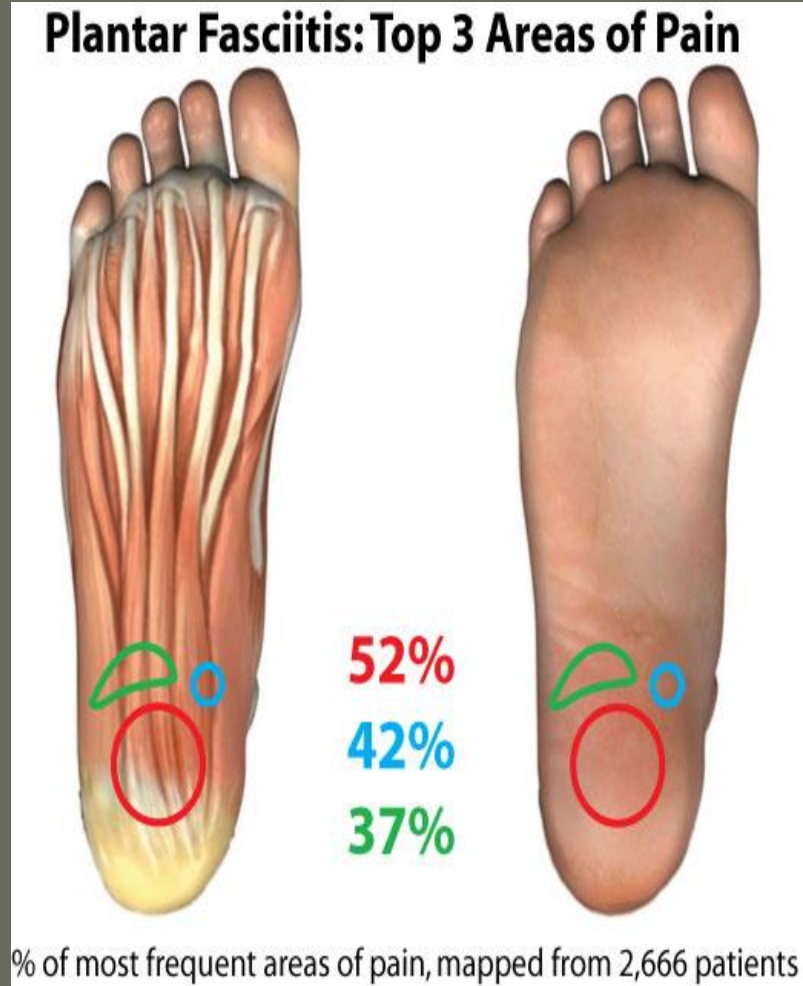 Plantar Fasciitis: Top 3 Areas of Pain
52%
42%
37%
% of most frequent areas of pain, mapped from 2,666 patients